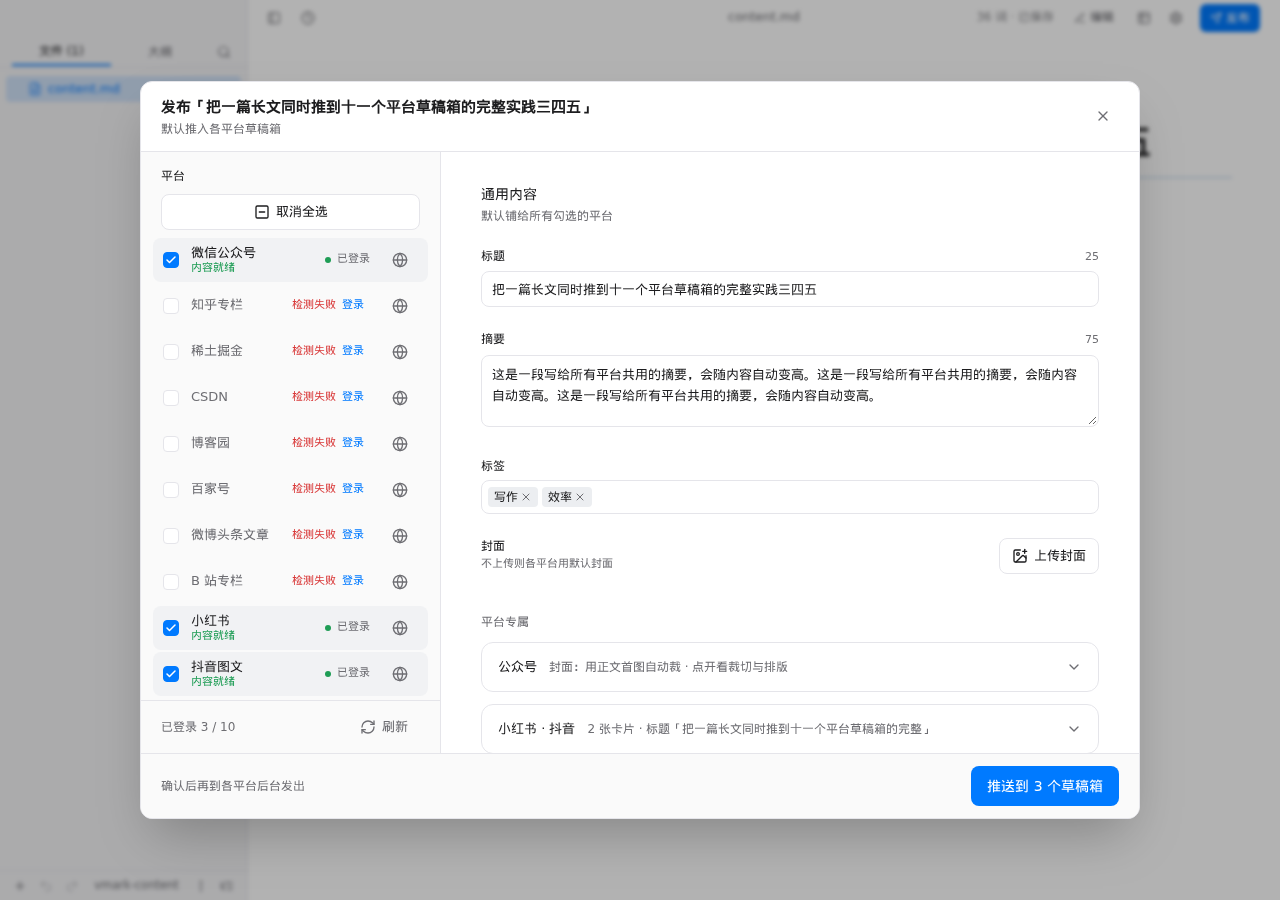 content.md
36 词 · 已保存
编辑
发布
文件 (1)
大纲
content.md
发布「把一篇长文同时推到十一个平台草稿箱的完整实践三四五」
默认推入各平台草稿箱
平台
取消全选
微信公众号
内容就绪
已登录
知乎专栏
检测失败 登录
稀土掘金
检测失败 登录
CSDN
检测失败 登录
博客园
检测失败 登录
百家号
检测失败 登录
微博头条文章
检测失败 登录
B 站专栏
检测失败 登录
小红书
内容就绪
已登录
抖音图文
内容就绪
已登录
已登录 3 / 10
刷新
通用内容
默认铺给所有勾选的平台
标题
25
把一篇长文同时推到十一个平台草稿箱的完整实践三四五
摘要
75
这是一段写给所有平台共用的摘要，会随内容自动变高。这是一段写给所有平台共用的摘要，会随内容
自动变高。这是一段写给所有平台共用的摘要，会随内容自动变高。
标签
写作
效率
封面
不上传则各平台用默认封面
上传封面
平台专属
公众号 封面：用正文首图自动裁 · 点开看裁切与排版
小红书 · 抖音 2 张卡片 · 标题「把一篇长文同时推到十一个平台草稿箱的完整」
确认后再到各平台后台发出
推送到 3 个草稿箱
vmark-content